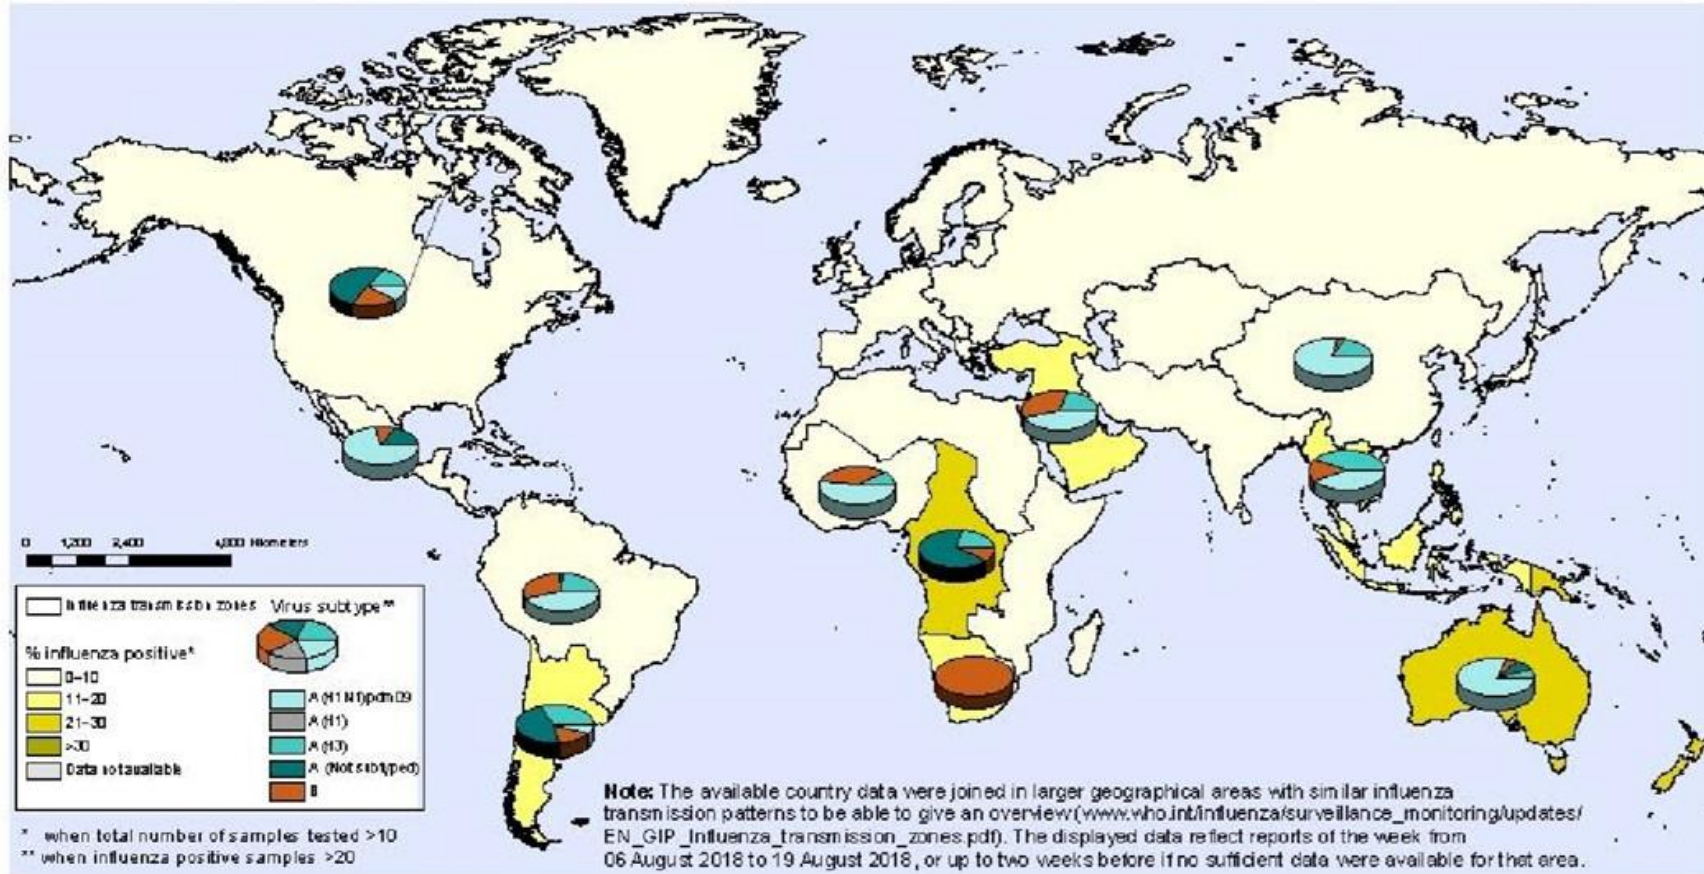 0 1,200 2,400 4,800 Kilometers
Influenza transmission zones
Virus subtype**
% influenza positive*
0-10
11-20
21-30
>30
Data not available
A(H1N1)pdm09
A(H1)
A(H3)
A (Not subtyped)
B
* when total number of samples tested >10
** when influenza positive samples >20
Note: The available country data were joined in larger geographical areas with similar influenza
transmission patterns to be able to give an overview (www.who.int/influenza/surveillance_monitoring/updates/
EN_GIP_Influenza_transmission_zones.pdf). The displayed data reflect reports of the week from
06 August 2018 to 19 August 2018, or up to two weeks before if no sufficient data were available for that area.